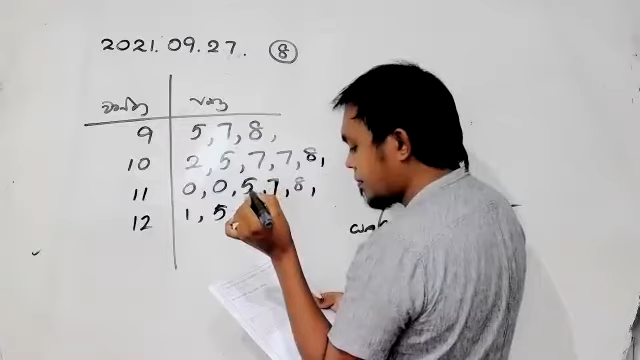 2021.09.27. ⑧
9 | 5, 7, 8,
10 | 2, 5, 7, 7, 8,
11 | 0, 0, 5, 7, 8,
12 | 1, 5